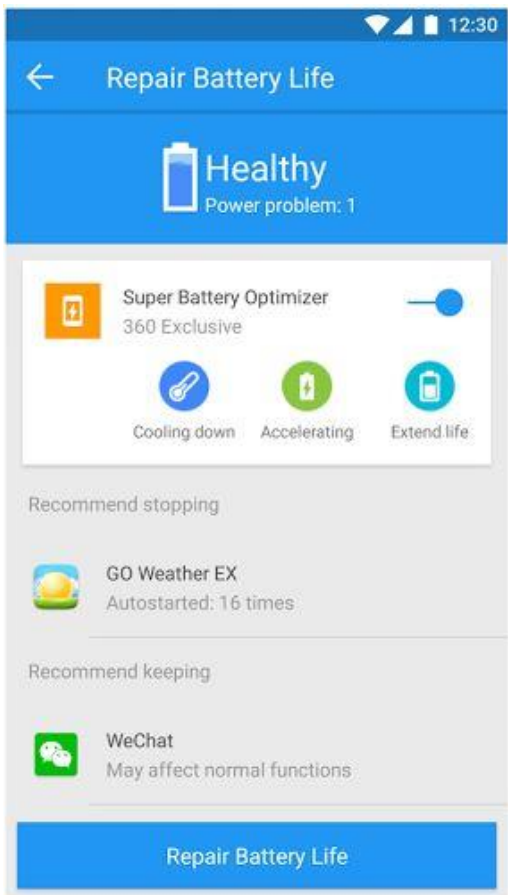 12:30
Repair Battery Life
Healthy
Power problem: 1
Super Battery Optimizer
360 Exclusive
Cooling down Accelerating Extend life
Recommend stopping
GO Weather EX
Autostarted: 16 times
Recommend keeping
WeChat
May affect normal functions
Repair Battery Life